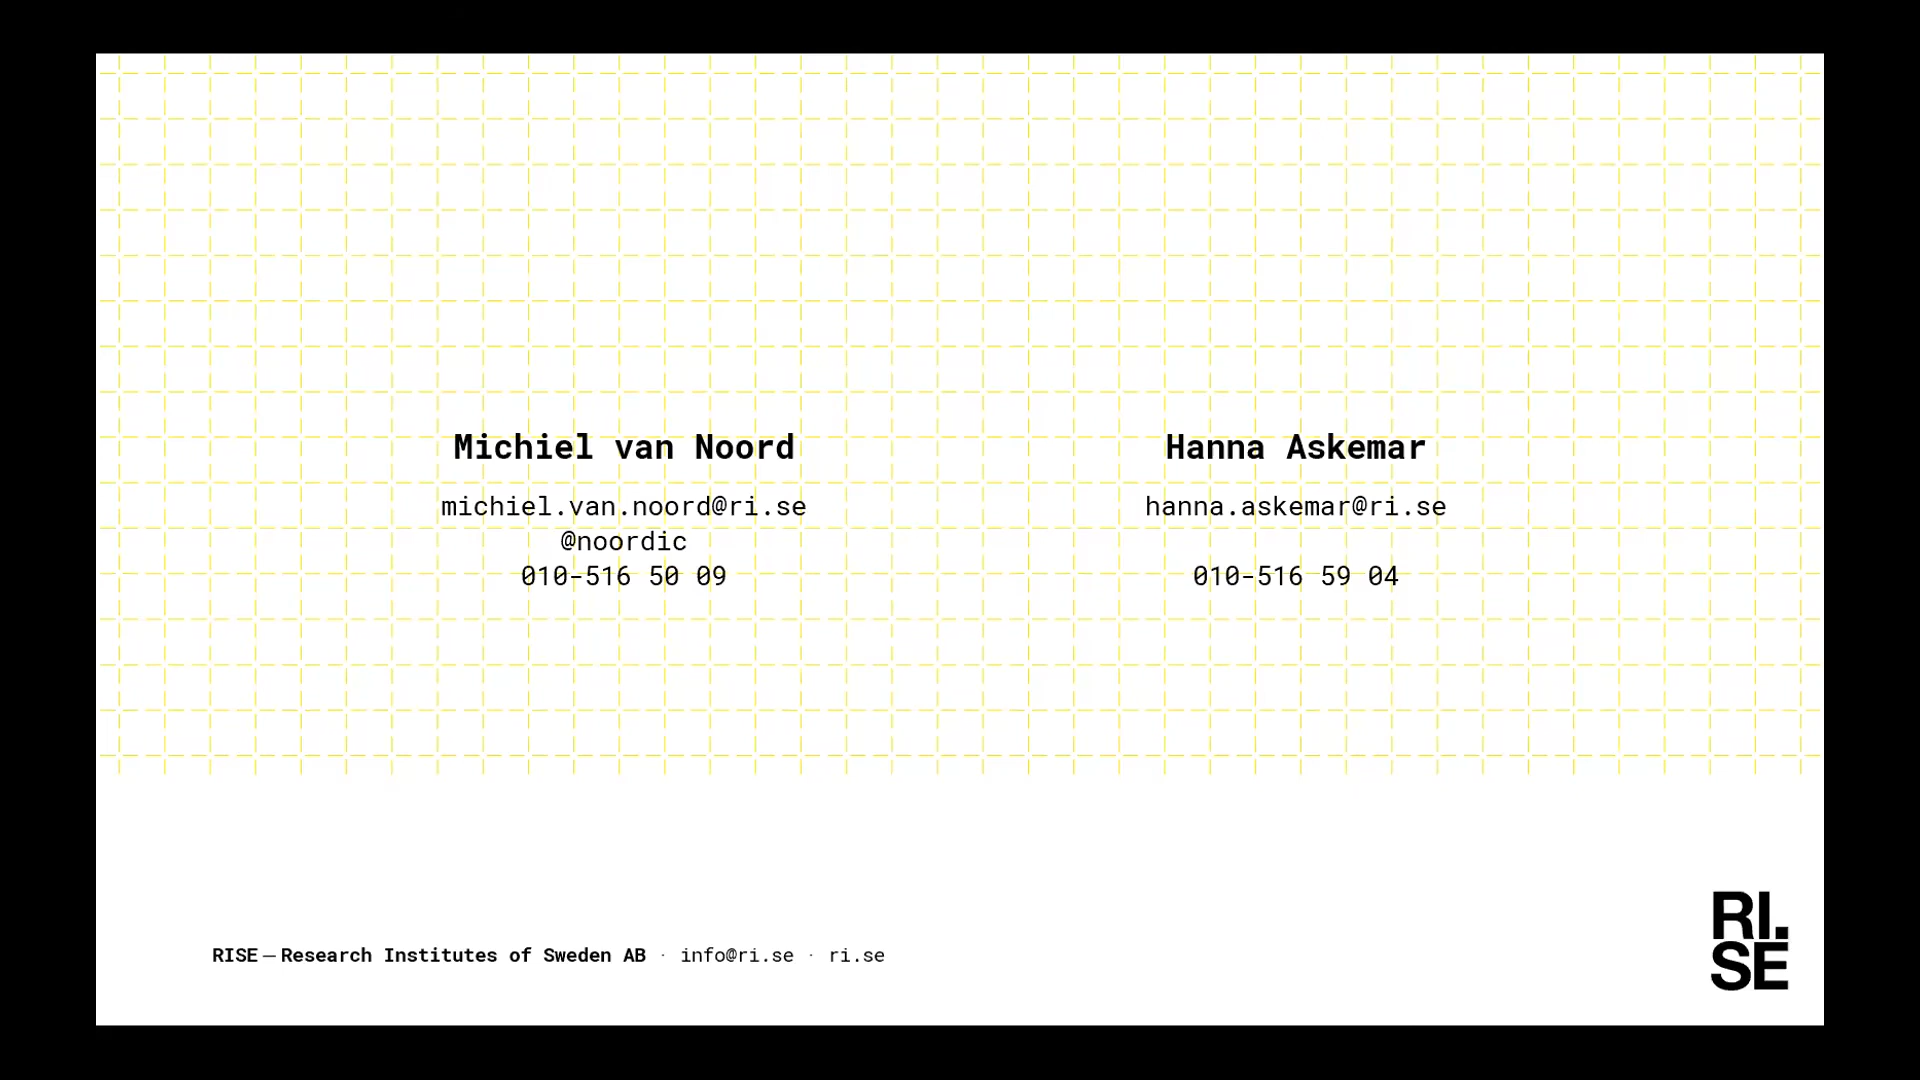 Michiel van Noord
michiel.van.noord@ri.se
@noordic
010-516 50 09
Hanna Askemar
hanna.askemar@ri.se
010-516 59 04
RISE — Research Institutes of Sweden AB · info@ri.se · ri.se
RI.
SE